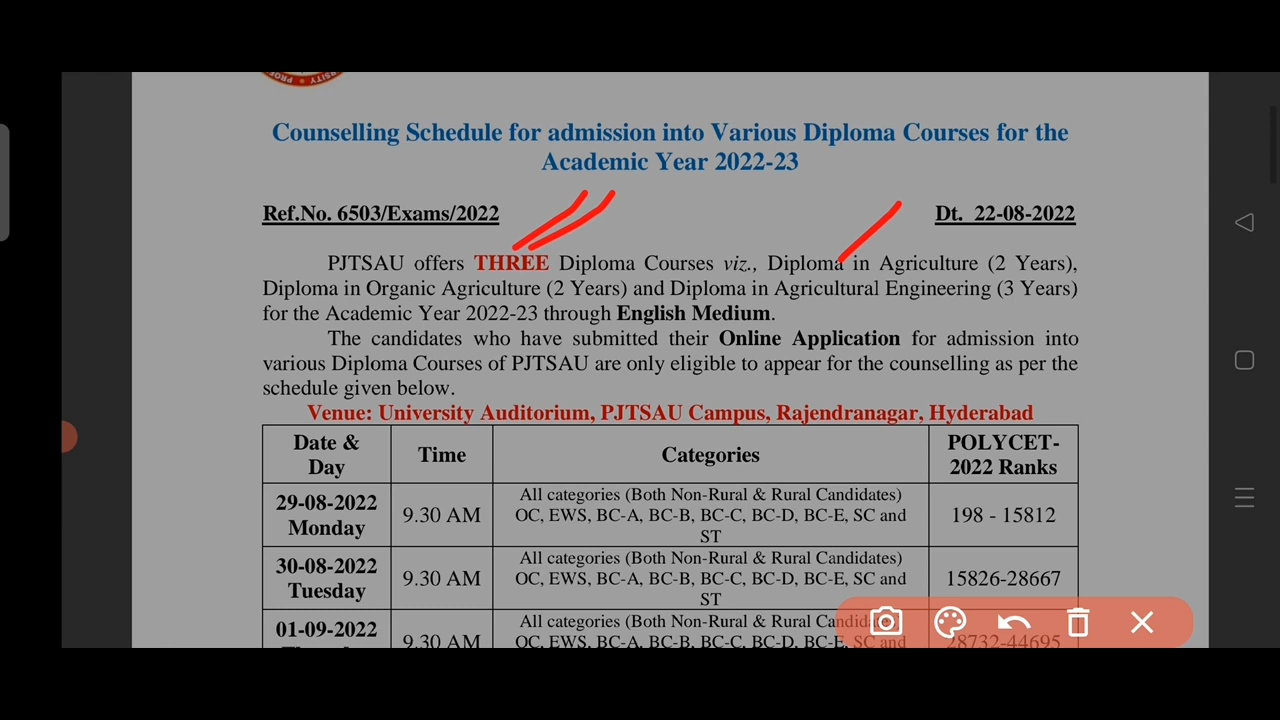 Counselling Schedule for admission into Various Diploma Courses for the
Academic Year 2022-23
Ref.No. 6503/Exams/2022 Dt. 22-08-2022
PJTSAU offers THREE Diploma Courses viz., Diploma in Agriculture (2 Years),
Diploma in Organic Agriculture (2 Years) and Diploma in Agricultural Engineering (3 Years)
for the Academic Year 2022-23 through English Medium.
The candidates who have submitted their Online Application for admission into
various Diploma Courses of PJTSAU are only eligible to appear for the counselling as per the
schedule given below.
Venue: University Auditorium, PJTSAU Campus, Rajendranagar, Hyderabad
Date &
Day
Time
Categories
POLYCET-
2022 Ranks
29-08-2022
Monday
9.30 AM
All categories (Both Non-Rural & Rural Candidates)
OC, EWS, BC-A, BC-B, BC-C, BC-D, BC-E, SC and
ST
198 - 15812
30-08-2022
Tuesday
9.30 AM
All categories (Both Non-Rural & Rural Candidates)
OC, EWS, BC-A, BC-B, BC-C, BC-D, BC-E, SC and
ST
15826-28667
01-09-2022
9.30 AM
All categories (Both Non-Rural & Rural Candidates)
OC, EWS, BC-A, BC-B, BC-C, BC-D, BC-E, SC and
28732-44695